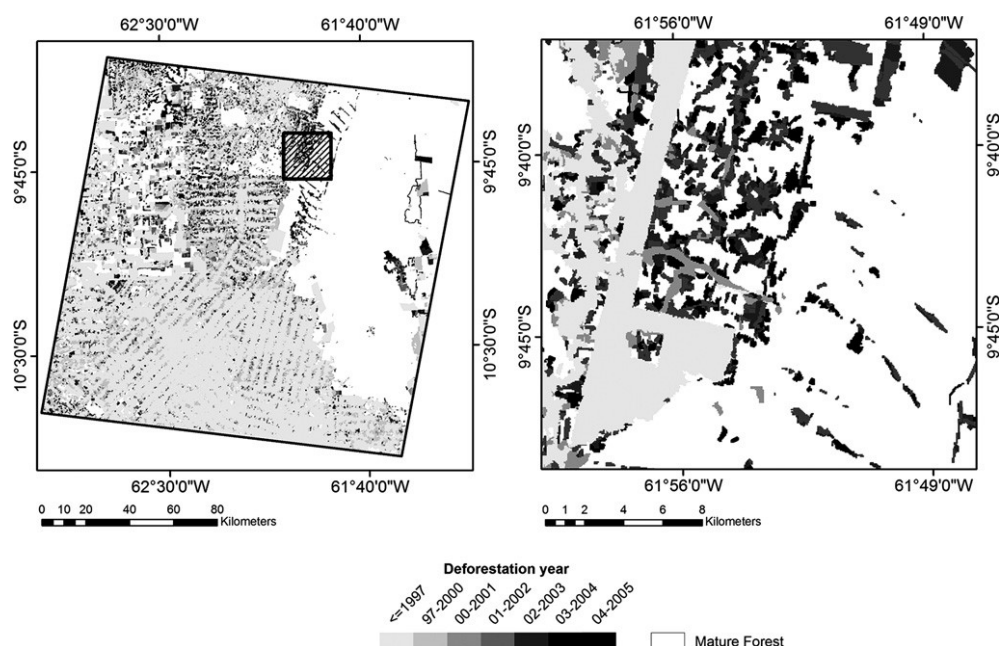 62°30'0"W 61°40'0"W 61°56'0"W 61°49'0"W
9°45'0"S 9°45'0"S 9°40'0"S 9°40'0"S
10°30'0"S 10°30'0"S 9°45'0"S 9°45'0"S
62°30'0"W 61°40'0"W 61°56'0"W 61°49'0"W
0 10 20 40 60 80 Kilometers 0 1 2 4 6 8 Kilometers
Deforestation year
<=1997 97-2000 00-2001 01-2002 02-2003 03-2004 04-2005
Mature Forest